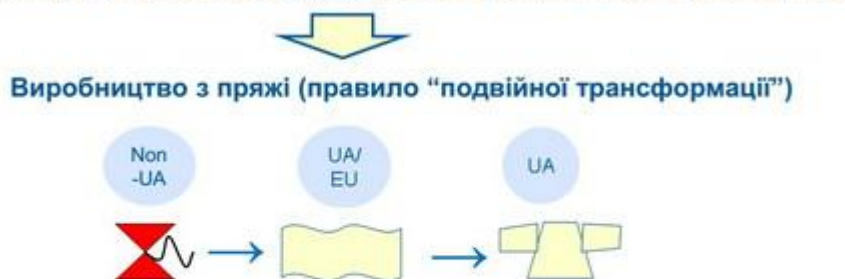 Виробництво з пряжі (правило “подвійної трансформації”)
Non
-UA
UA/
EU
UA